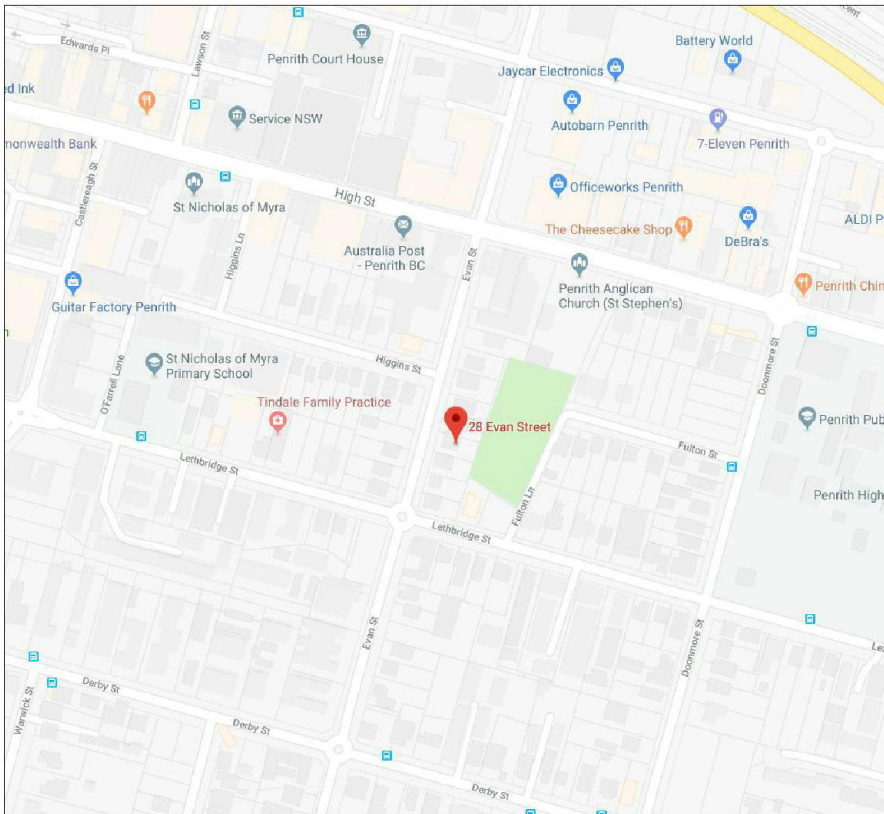 Edwards Pl
Lawson St
Penrith Court House
Battery World
Jaycar Electronics
ed Ink
Service NSW
Autobarn Penrith
7-Eleven Penrith
monwealth Bank
Castlereagh St
St Nicholas of Myra
High St
Officeworks Penrith
The Cheesecake Shop
DeBra's
ALDI P
Higgins Ln
Australia Post
- Penrith BC
Evan St
Penrith Anglican
Church (St Stephen's)
Penrith Chin
Guitar Factory Penrith
Doonmore St
O'Farrell Lane
St Nicholas of Myra
Primary School
Higgins St
Tindale Family Practice
28 Evan Street
Penrith Pub
Fulton St
Lethbridge St
Penrith High
Fulton Ln
Lethbridge St
Evan St
Doonmore St
Derby St
Warwick St
Derby St
Derby St